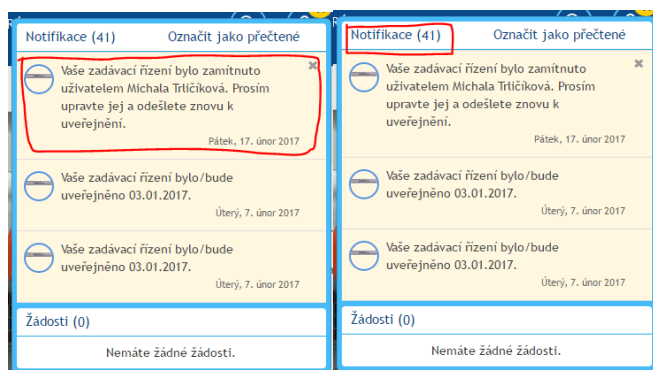 Notifikace (41) Označit jako přečtené
Vaše zadávací řízení bylo zamítnuto
uživatelem Michala Trličíková. Prosím
upravte jej a odešlete znovu k
uveřejnění.
Pátek, 17. únor 2017
Vaše zadávací řízení bylo/bude
uveřejněno 03.01.2017.
Úterý, 7. únor 2017
Vaše zadávací řízení bylo/bude
uveřejněno 03.01.2017.
Úterý, 7. únor 2017
Žádosti (0)
Nemáte žádné žádosti.
Notifikace (41) Označit jako přečtené
Vaše zadávací řízení bylo zamítnuto
uživatelem Michala Trličíková. Prosím
upravte jej a odešlete znovu k
uveřejnění.
Pátek, 17. únor 2017
Vaše zadávací řízení bylo/bude
uveřejněno 03.01.2017.
Úterý, 7. únor 2017
Vaše zadávací řízení bylo/bude
uveřejněno 03.01.2017.
Úterý, 7. únor 2017
Žádosti (0)
Nemáte žádné žádosti.